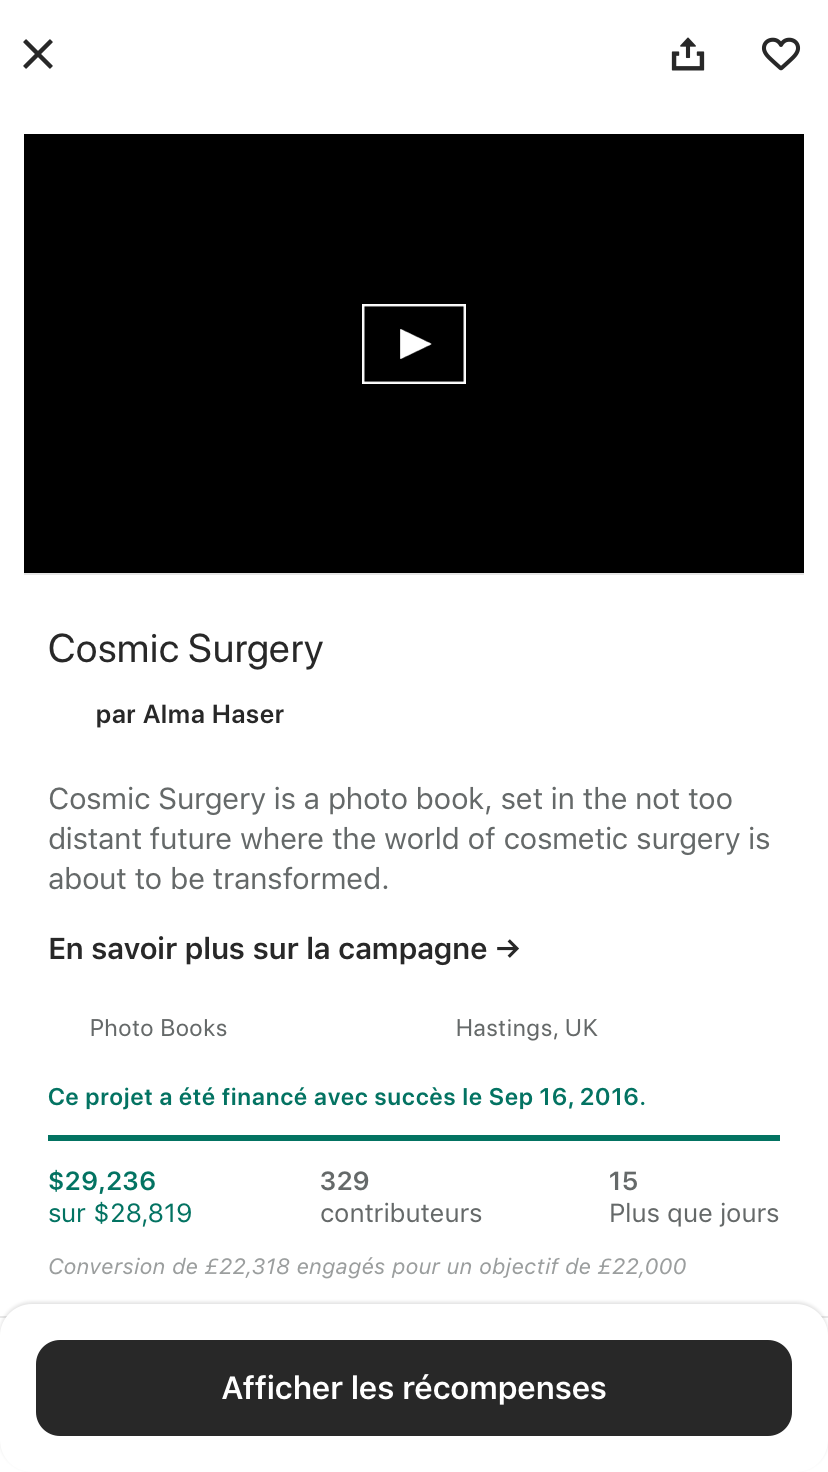 Cosmic Surgery
par Alma Haser
Cosmic Surgery is a photo book, set in the not too
distant future where the world of cosmetic surgery is
about to be transformed.
En savoir plus sur la campagne →
Photo Books
Hastings, UK
Ce projet a été financé avec succès le Sep 16, 2016.
$29,236
sur $28,819
329
contributeurs
15
Plus que jours
Conversion de £22,318 engagés pour un objectif de £22,000
Afficher les récompenses